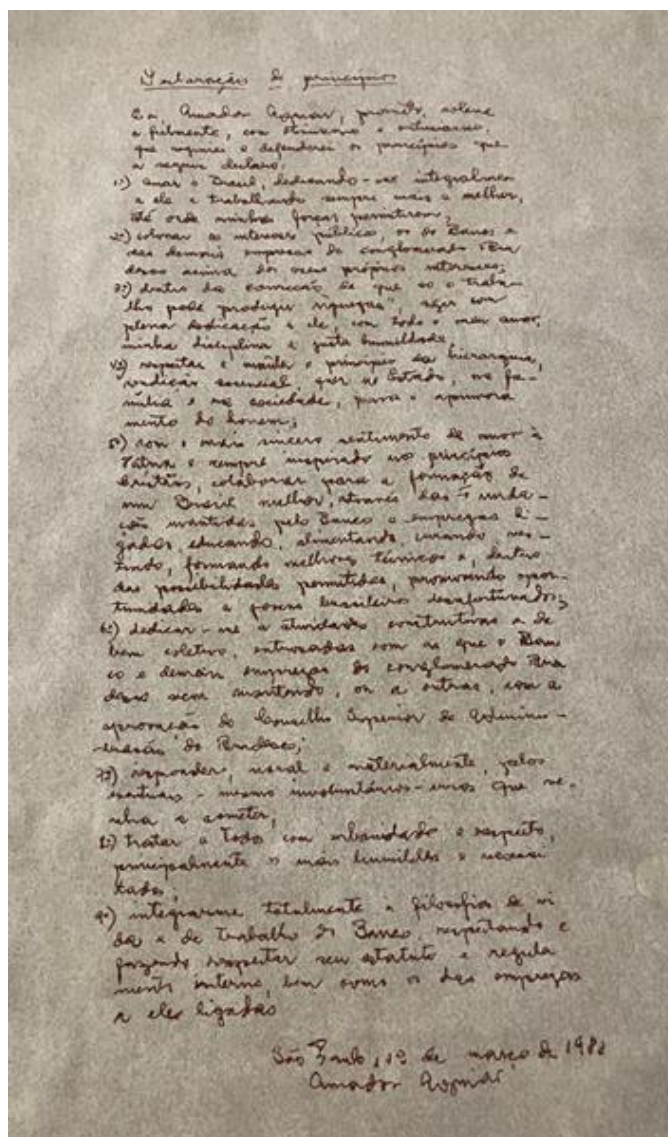 Declaração de princípios
Eu, Amador Aguiar, prometo, solene
e fielmente, com otimismo e entusiasmo,
que seguirei e defenderei os princípios que
a seguir declaro:
1º) amar o Brasil, dedicando-me integralmente
a ele e trabalhando sempre mais e melhor,
até onde minhas forças permitirem;
2º) colocar os interesses públicos, os do Banco e
das demais empresas do conglomerado Bra
desco acima dos meus próprios interesses;
3º) dentro da convicção de que só o traba-
lho pode produzir riquezas", agir com
plena dedicação a ele, com todo o meu amor,
minha disciplina e justa humildade;
4º) respeitar e manter o princípio da hierarquia,
condição essencial, quer no Estado, na fa-
mília e na sociedade, para o aprimora
mento do homem;
5º) com o mais sincero sentimento de amor à
Pátria e sempre inspirado nos princípios
cristãos, colaborar para a formação de
um Brasil melhor, através das Funda-
ção mantidas pelo Banco e empresas li-
gadas, educando, alimentando, curando, ves-
tindo, formando melhores técnicos e, dentro
das possibilidades permitidas, promovendo opor-
tunidades a jovens brasileiros desafortunados;
6º) dedicar-me a atividades construtivas e de
bem coletivo, entrosadas com as que o Ban
co e demais empresas do conglomerado Bra
desco vem mantendo, ou a outras, com a
aprovação do Conselho Superior de Adminis-
tração do Bradesco;
7º) responder, moral e materialmente, pelos
eventuais - mesmo involuntários - erros que ve-
nha a cometer;
8º) tratar a todos com urbanidade e respeito,
principalmente os mais humildes e necessi
tados;
9º) integrarme totalmente a filosofia de vi
da e de trabalho do Banco, respeitando e
fazendo respeitar seu estatuto e regula
mento interno, bem como os das empresas
a eles ligadas
São Paulo, 1º de março de
Amador Aguiar